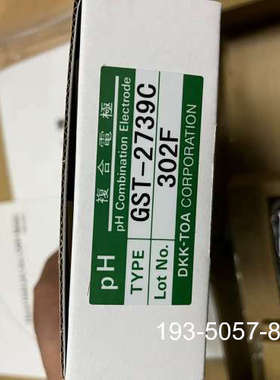 pH
複合電極
pH Combination Electrode
TYPE GST-2739C
Lot No. 302F
DKK-TOA CORPORATION
193-5057-8